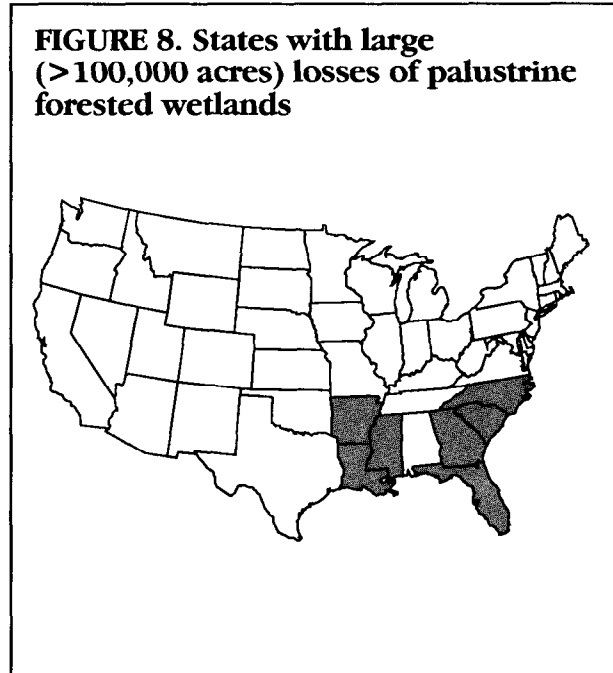 FIGURE 8. States with large
(>100,000 acres) losses of palustrine
forested wetlands